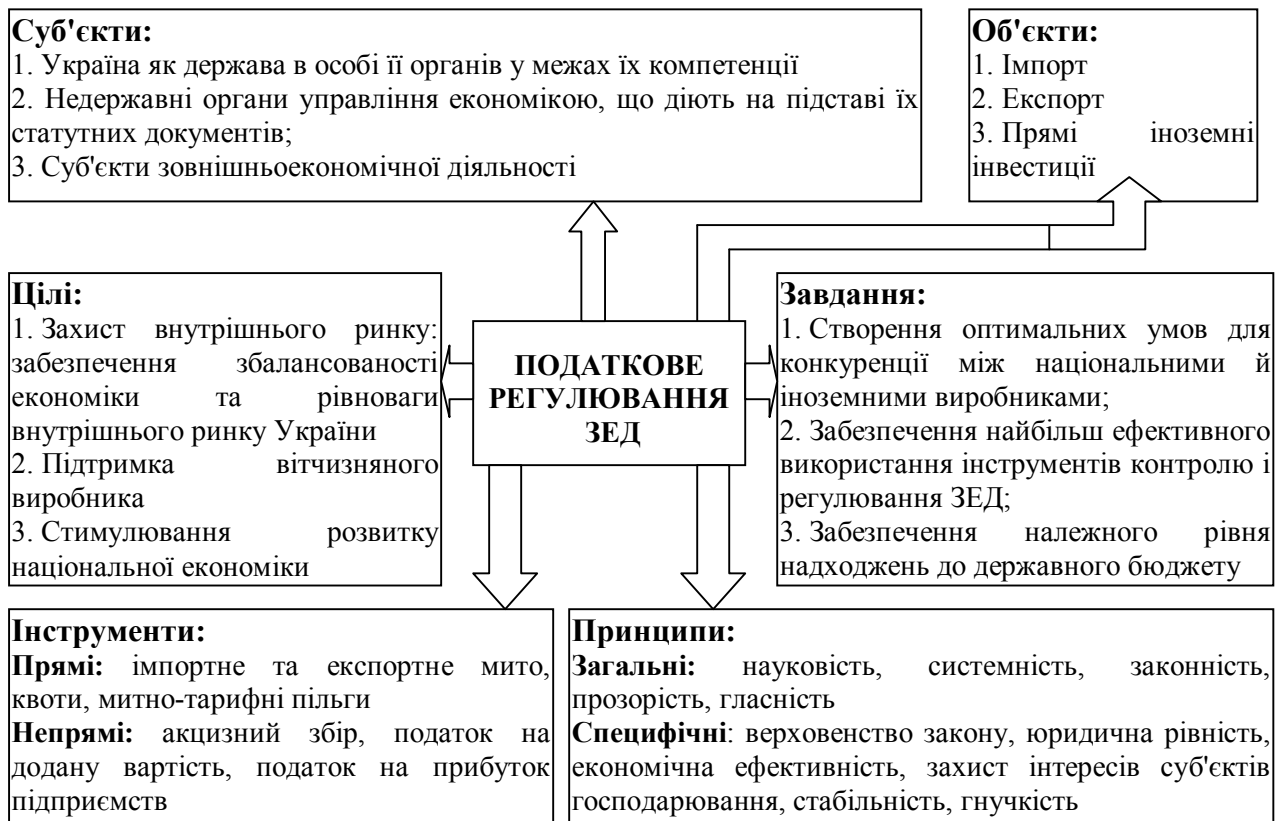 Суб'єкти:
1. Україна як держава в особі її органів у межах їх компетенції
2. Недержавні органи управління економікою, що діють на підставі їх
статутних документів;
3. Суб'єкти зовнішньоекономічної діяльності
Об'єкти:
1. Імпорт
2. Експорт
3. Прямі іноземні
інвестиції
Цілі:
1. Захист внутрішнього ринку:
забезпечення збалансованості
економіки та рівноваги
внутрішнього ринку України
2. Підтримка вітчизняного
виробника
3. Стимулювання розвитку
національної економіки
ПОДАТКОВЕ
РЕГУЛЮВАННЯ
ЗЕД
Завдання:
1. Створення оптимальних умов для
конкуренції між національними й
іноземними виробниками;
2. Забезпечення найбільш ефективного
використання інструментів контролю і
регулювання ЗЕД;
3. Забезпечення належного рівня
надходжень до державного бюджету
Інструменти:
Прямі: імпортне та експортне мито,
квоти, митно-тарифні пільги
Непрямі: акцизний збір, податок на
додану вартість, податок на прибуток
підприємств
Принципи:
Загальні: науковість, системність, законність,
прозорість, гласність
Специфічні: верховенство закону, юридична рівність,
економічна ефективність, захист інтересів суб'єктів
господарювання, стабільність, гнучкість